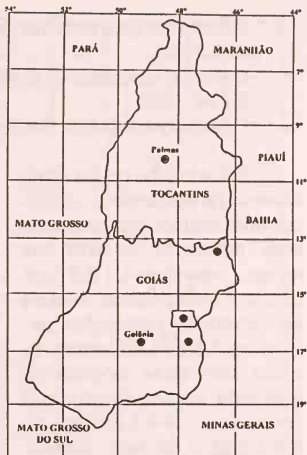 54° 52° 50° 48° 46° 44°
PARÁ
MARANHÃO
7°
9°
Palmas
PIAUÍ
11°
TOCANTINS
MATO GROSSO
BAHIA
13°
GOIÁS
15°
Goiânia
17°
19°
MATO GROSSO
DO SUL
MINAS GERAIS